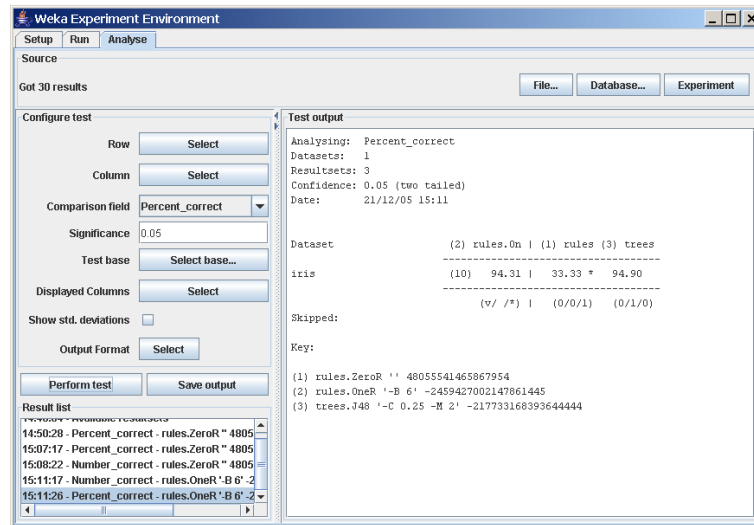 Weka Experiment Environment
Setup Run Analyse
Source
Got 30 results
File... Database... Experiment
Configure test
Row Select
Column Select
Comparison field Percent_correct
Significance 0.05
Test base Select base...
Displayed Columns Select
Show std. deviations
Output Format Select
Perform test Save output
Result list
14:50:28 - Percent_correct - rules.ZeroR '' 4805
15:07:17 - Percent_correct - rules.ZeroR '' 4805
15:08:22 - Number_correct - rules.ZeroR '' 4805
15:11:17 - Number_correct - rules.OneR '-B 6' -2
15:11:26 - Percent_correct - rules.OneR '-B 6' -2
Test output
Analysing: Percent_correct
Datasets: 1
Resultsets: 3
Confidence: 0.05 (two tailed)
Date: 21/12/05 15:11
Dataset (2) rules.On | (1) rules (3) trees
iris (10) 94.31 | 33.33 * 94.90
(v/ /*) | (0/0/1) (0/1/0)
Skipped:
Key:
(1) rules.ZeroR '' 48055541465867954
(2) rules.OneR '-B 6' -2459427002147861445
(3) trees.J48 '-C 0.25 -M 2' -217733168393644444